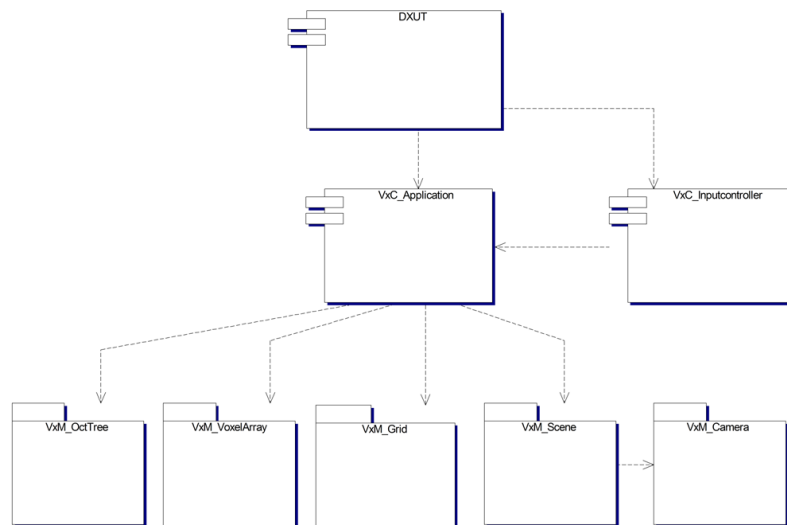 DXUT
VxC_Application
VxC_Inputcontroller
VxM_OctTree
VxM_VoxelArray
VxM_Grid
VxM_Scene
VxM_Camera